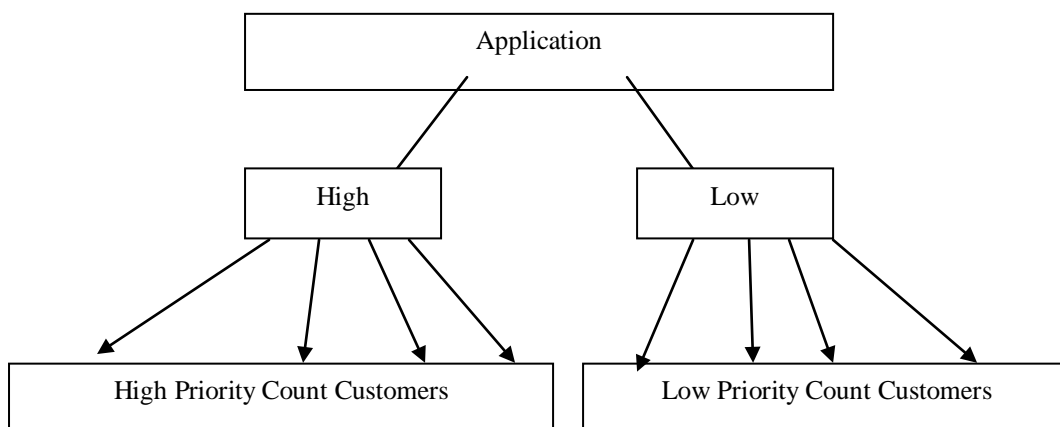 Application
High
Low
High Priority Count Customers
Low Priority Count Customers